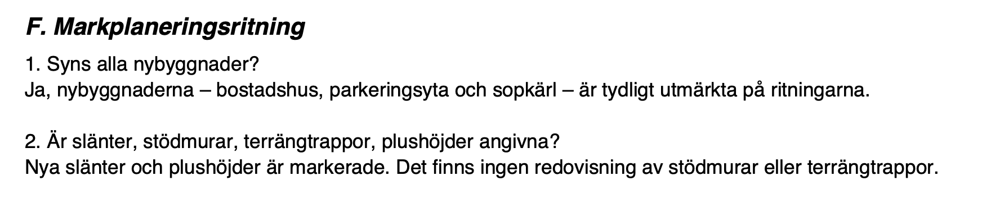 F. Markplaneringsritning
1. Syns alla nybyggnader?
Ja, nybyggnaderna – bostadshus, parkeringsyta och sopkärl – är tydligt utmärkta på ritningarna.
2. Är slänter, stödmurar, terrängtrappor, plushöjder angivna?
Nya slänter och plushöjder är markerade. Det finns ingen redovisning av stödmurar eller terrängtrappor.